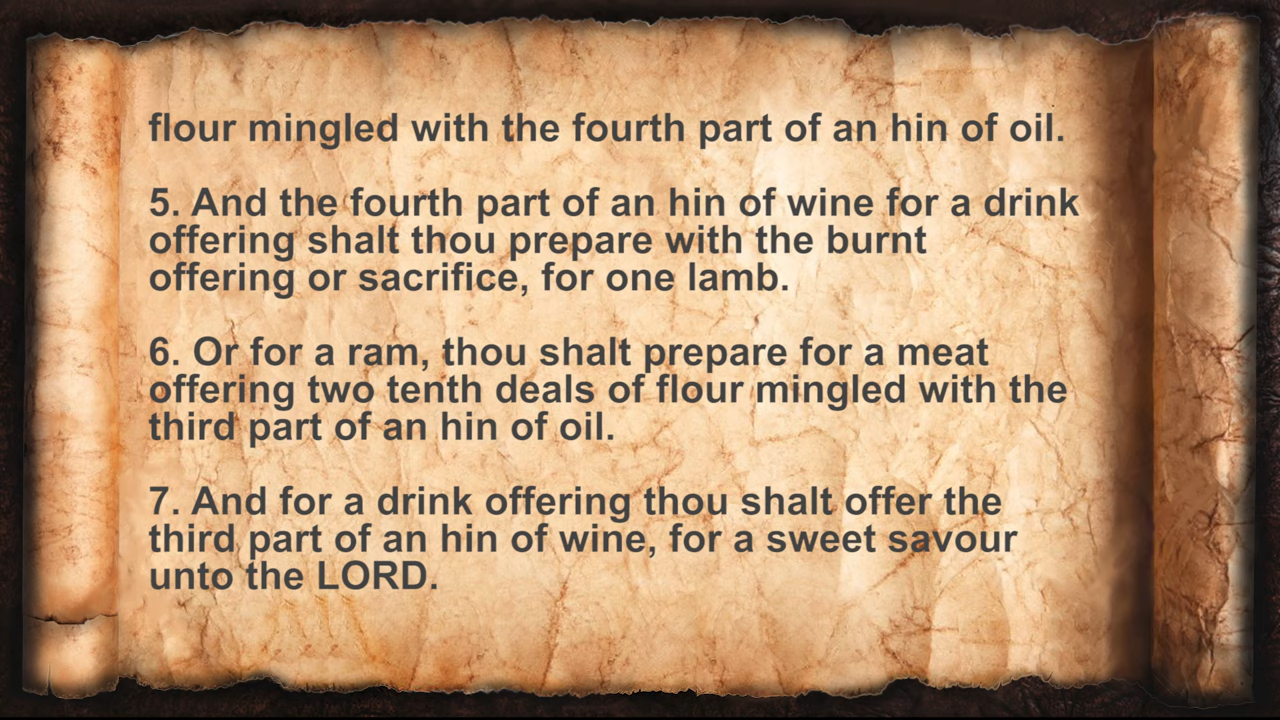 flour mingled with the fourth part of an hin of oil.
5. And the fourth part of an hin of wine for a drink
offering shalt thou prepare with the burnt
offering or sacrifice, for one lamb.
6. Or for a ram, thou shalt prepare for a meat
offering two tenth deals of flour mingled with the
third part of an hin of oil.
7. And for a drink offering thou shalt offer the
third part of an hin of wine, for a sweet savour
unto the LORD.